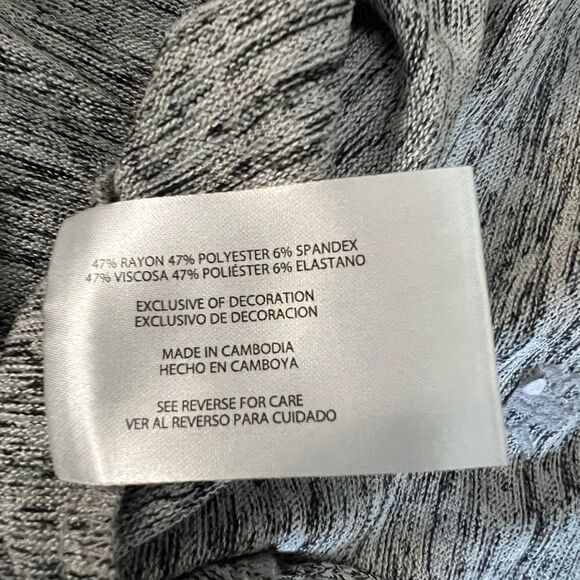 47% RAYON 47% POLYESTER 6% SPANDEX
47% VISCOSA 47% POLIÉSTER 6% ELASTANO
EXCLUSIVE OF DECORATION
EXCLUSIVO DE DECORACION
MADE IN CAMBODIA
HECHO EN CAMBOYA
SEE REVERSE FOR CARE
VER AL REVERSO PARA CUIDADO